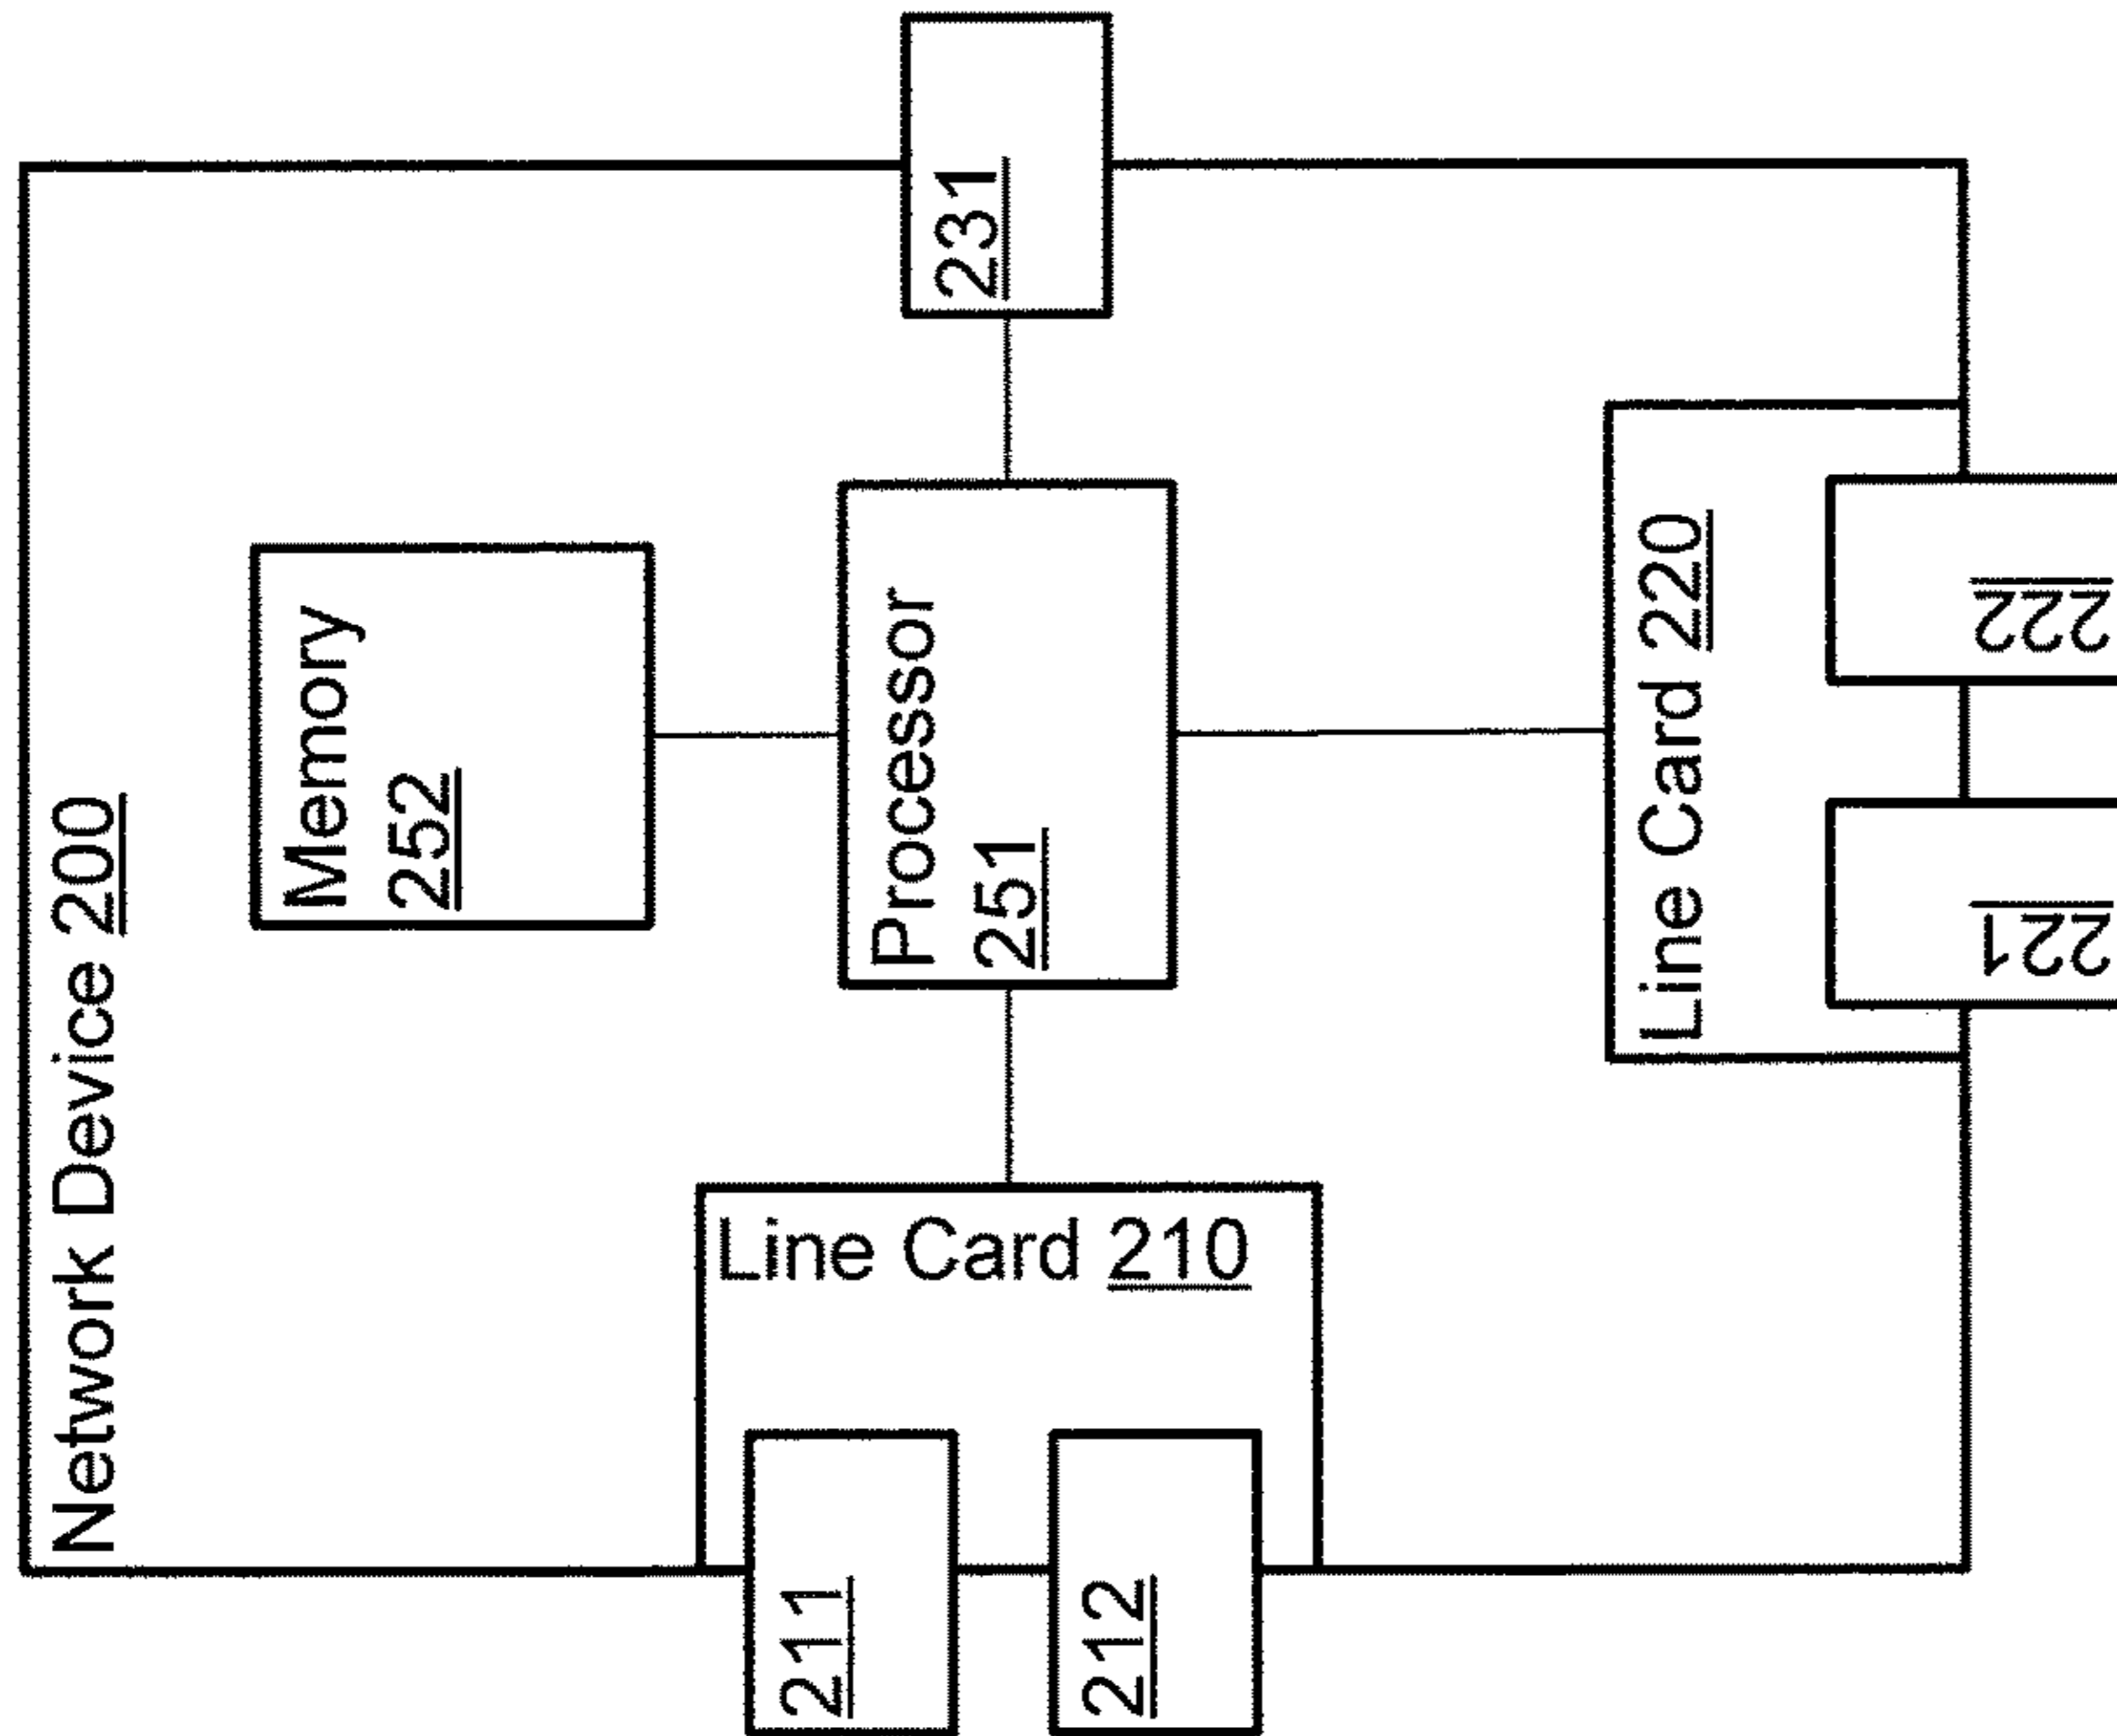 Network Device 200
Memory
252
Processor
251
231
Line Card 210
211
212
Line Card 220
221
222